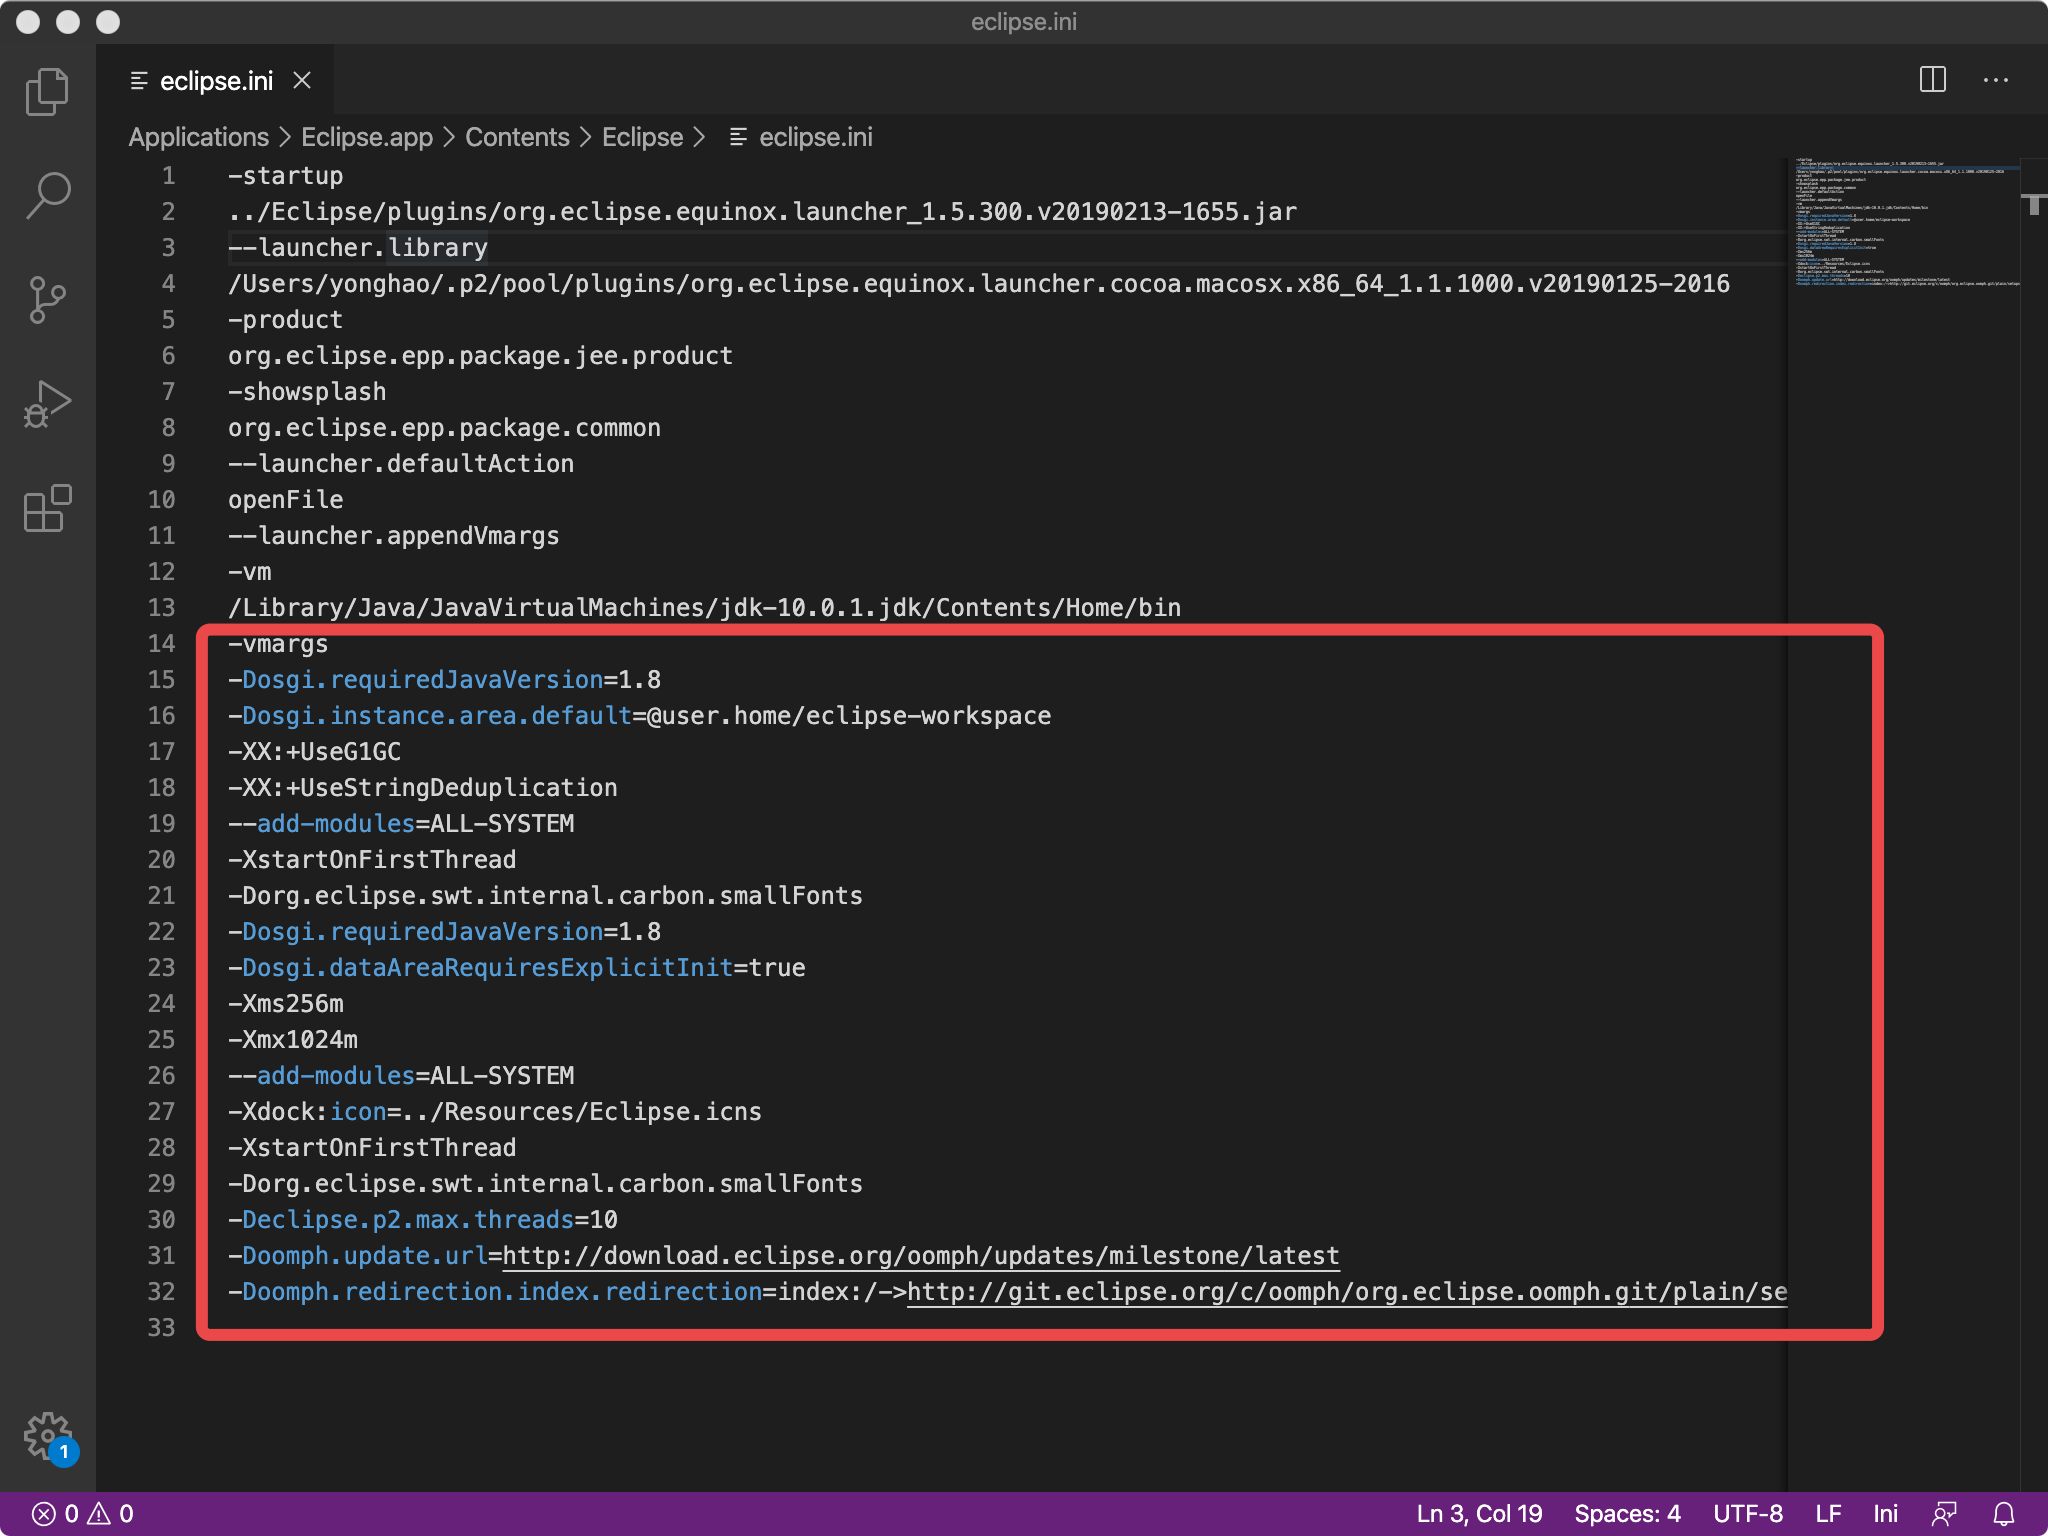 eclipse.ini
eclipse.ini
Applications > Eclipse.app > Contents > Eclipse > eclipse.ini
1 -startup
2 ../Eclipse/plugins/org.eclipse.equinox.launcher_1.5.300.v20190213-1655.jar
3 --launcher.library
4 /Users/yonghao/.p2/pool/plugins/org.eclipse.equinox.launcher.cocoa.macosx.x86_64_1.1.1000.v20190125-2016
5 -product
6 org.eclipse.epp.package.jee.product
7 -showsplash
8 org.eclipse.epp.package.common
9 --launcher.defaultAction
10 openFile
11 --launcher.appendVmargs
12 -vm
13 /Library/Java/JavaVirtualMachines/jdk-10.0.1.jdk/Contents/Home/bin
14 -vmargs
15 -Dosgi.requiredJavaVersion=1.8
16 -Dosgi.instance.area.default=@user.home/eclipse-workspace
17 -XX:+UseG1GC
18 -XX:+UseStringDeduplication
19 --add-modules=ALL-SYSTEM
20 -XstartOnFirstThread
21 -Dorg.eclipse.swt.internal.carbon.smallFonts
22 -Dosgi.requiredJavaVersion=1.8
23 -Dosgi.dataAreaRequiresExplicitInit=true
24 -Xms256m
25 -Xmx1024m
26 --add-modules=ALL-SYSTEM
27 -Xdock:icon=../Resources/Eclipse.icns
28 -XstartOnFirstThread
29 -Dorg.eclipse.swt.internal.carbon.smallFonts
30 -Declipse.p2.max.threads=10
31 -Doomph.update.url=http://download.eclipse.org/oomph/updates/milestone/latest
32 -Doomph.redirection.index.redirection=index:/->http://git.eclipse.org/c/oomph/org.eclipse.oomph.git/plain/se
33
1
0 0 Ln 3, Col 19 Spaces: 4 UTF-8 LF Ini